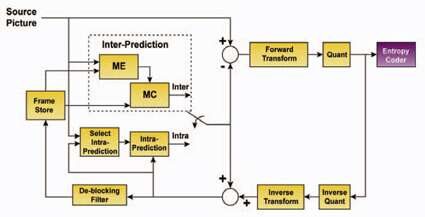 Source
Picture
Inter-Prediction
ME
MC
Inter
+
-
Forward
Transform
Quant
Entropy
Coder
Frame
Store
Select
Intra-
Prediction
Intra-
Prediction
Intra
De-blocking
Filter
+
+
Inverse
Transform
Inverse
Quant